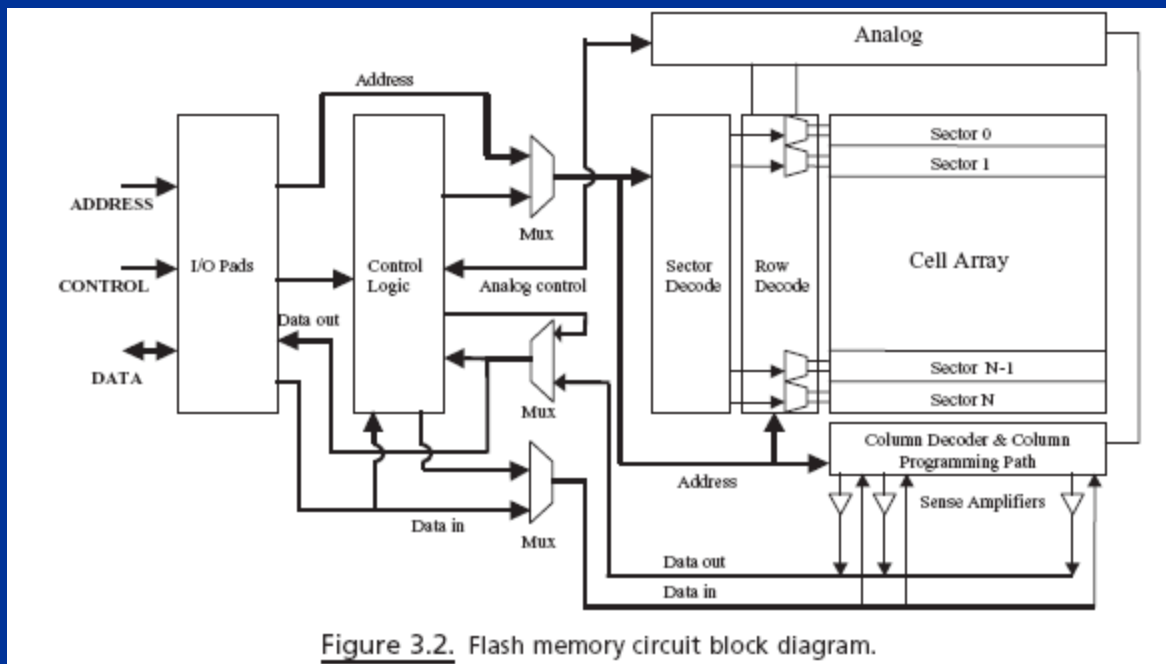 Analog
Address
Sector 0
Sector 1
ADDRESS
Mux
I/O Pads
Control
Logic
Sector
Decode
Row
Decode
Cell Array
CONTROL
Analog control
Data out
DATA
Mux
Sector N-1
Sector N
Column Decoder & Column
Programming Path
Address
Sense Amplifiers
Data in
Mux
Data out
Data in
Figure 3.2. Flash memory circuit block diagram.